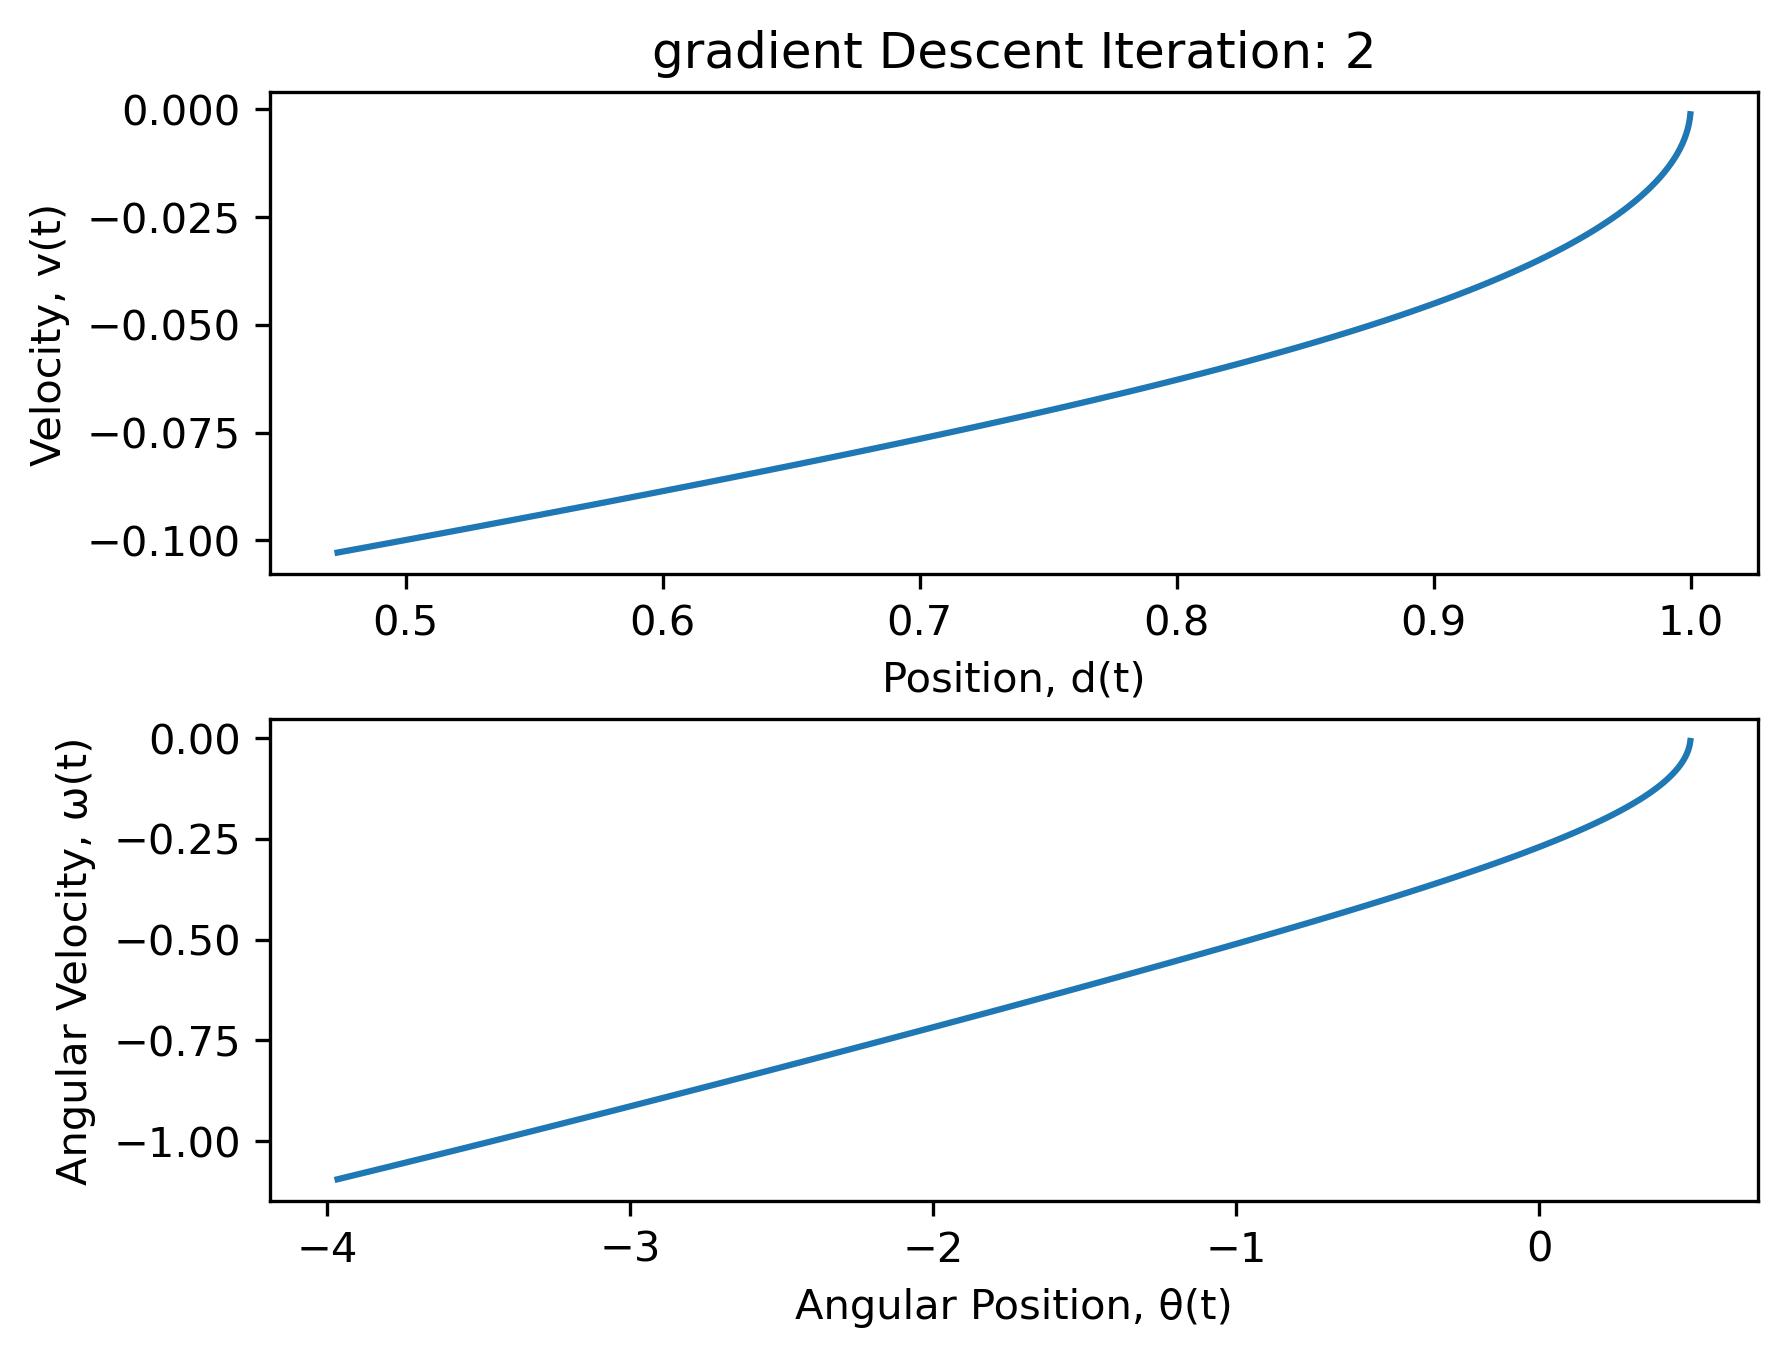 gradient Descent Iteration: 2
0.000
−0.025
−0.050
−0.075
−0.100
Velocity, v(t)
0.5 0.6 0.7 0.8 0.9 1.0
Position, d(t)
0.00
−0.25
−0.50
−0.75
−1.00
Angular Velocity, ω(t)
−4 −3 −2 −1 0
Angular Position, θ(t)